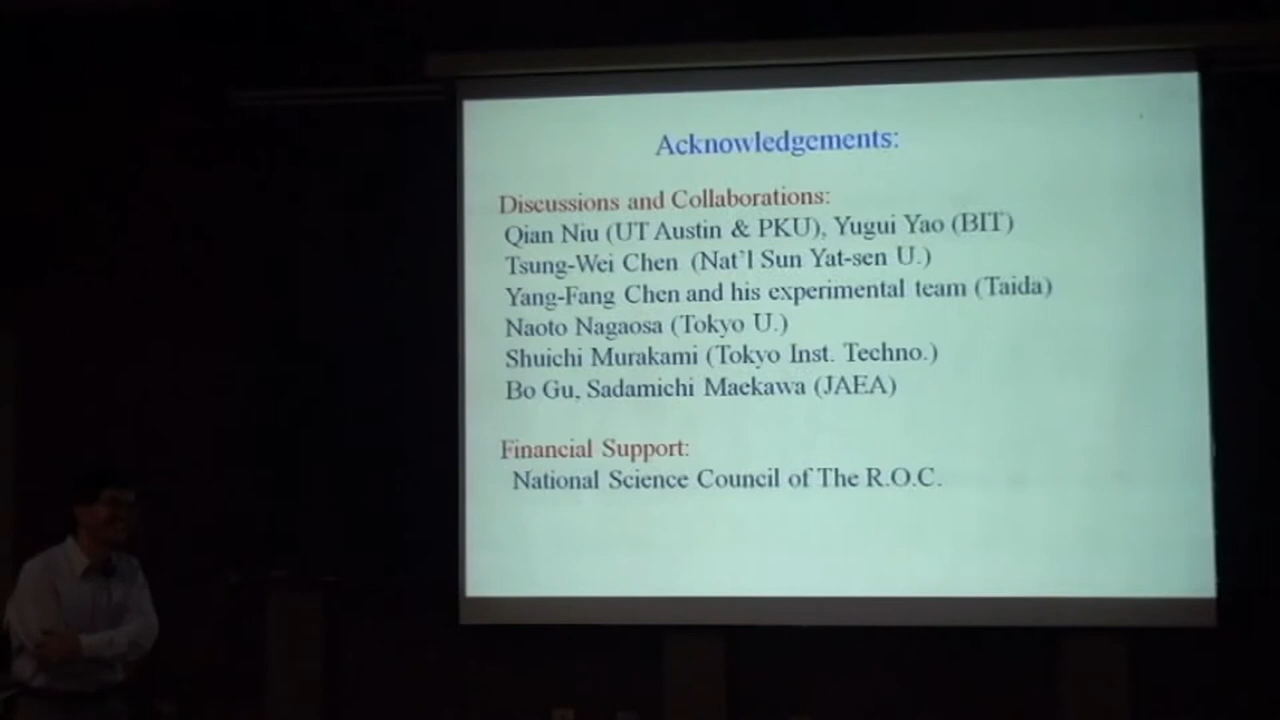 Acknowledgements:
Discussions and Collaborations:
Qian Niu (UT Austin & PKU), Yugui Yao (BIT)
Tsung-Wei Chen (Nat'l Sun Yat-sen U.)
Yang-Fang Chen and his experimental team (Taida)
Naoto Nagaosa (Tokyo U.)
Shuichi Murakami (Tokyo Inst. Techno.)
Bo Gu, Sadamichi Maekawa (JAEA)
Financial Support:
National Science Council of The R.O.C.